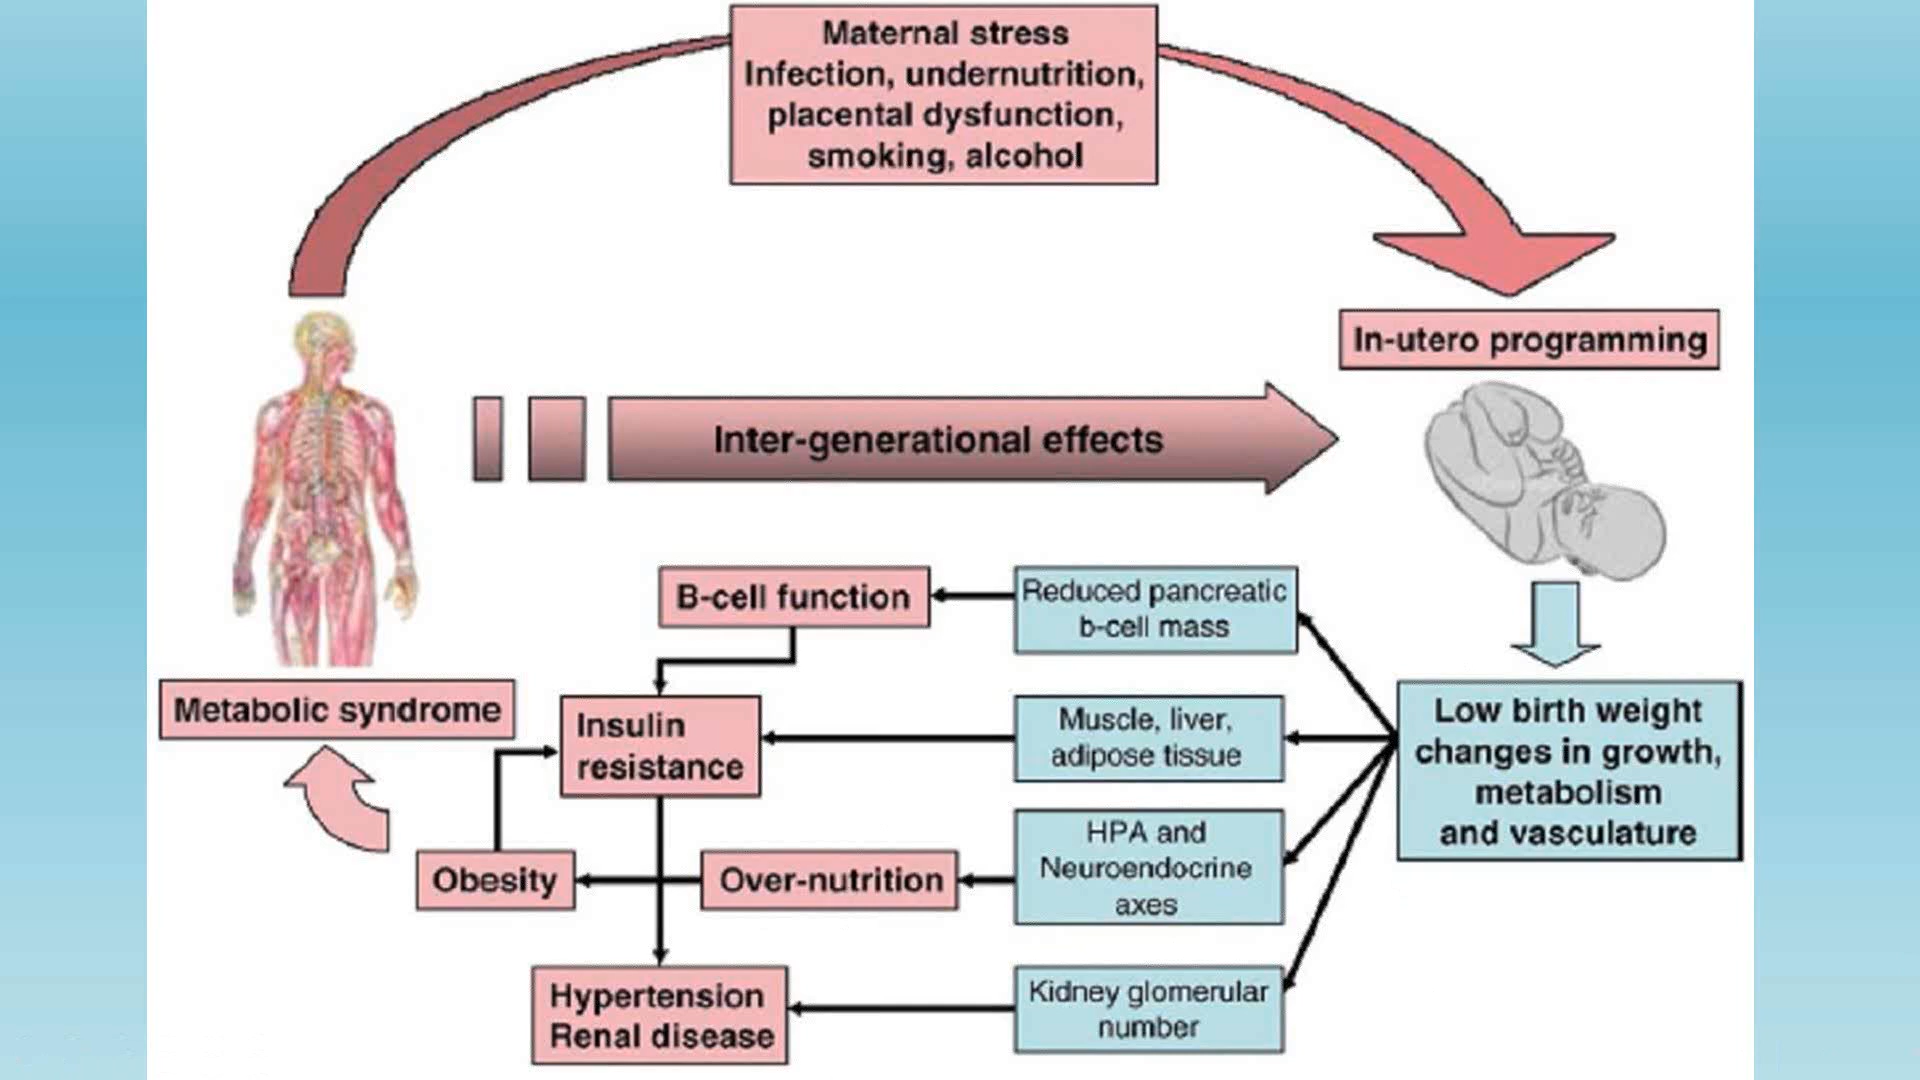 Maternal stress
Infection, undernutrition,
placental dysfunction,
smoking, alcohol
In-utero programming
Inter-generational effects
B-cell function
Reduced pancreatic
b-cell mass
Metabolic syndrome
Insulin
resistance
Muscle, liver,
adipose tissue
Low birth weight
changes in growth,
metabolism
and vasculature
Obesity
Over-nutrition
HPA and
Neuroendocrine
axes
Hypertension
Renal disease
Kidney glomerular
number